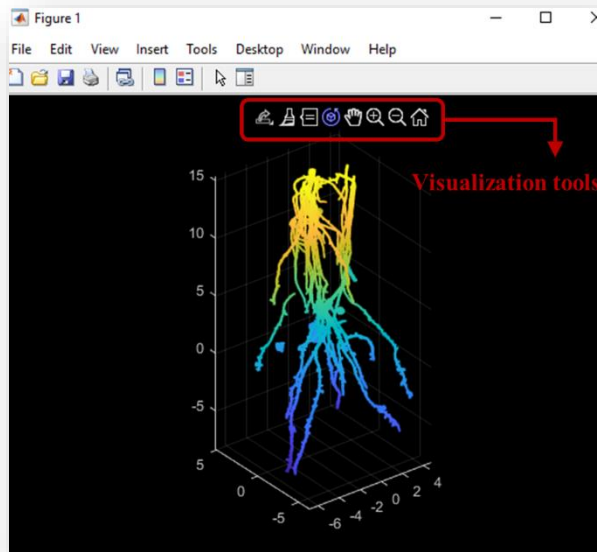 Figure 1
File Edit View Insert Tools Desktop Window Help
Visualization tools
15
10
5
0
-5
5
0
-5
-6 -4 -2 0 2 4